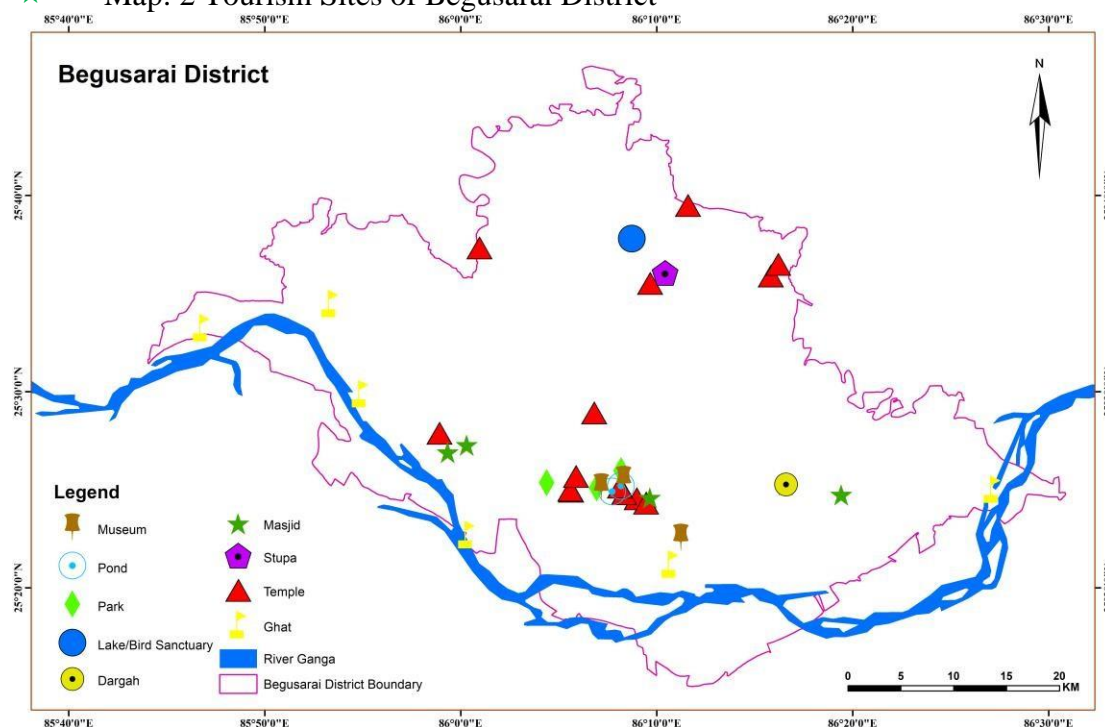 Map: 2 Tourism Sites of Begusarai District
85°40'0"E 85°50'0"E 86°0'0"E 86°10'0"E 86°20'0"E 86°30'0"E
Begusarai District
N
25°40'0"N
25°30'0"N
25°20'0"N
Legend
Museum
Pond
Park
Lake/Bird Sanctuary
Dargah
Masjid
Stupa
Temple
Ghat
River Ganga
Begusarai District Boundary
0 5 10 15 20
KM
85°40'0"E 85°50'0"E 86°0'0"E 86°10'0"E 86°20'0"E 86°30'0"E